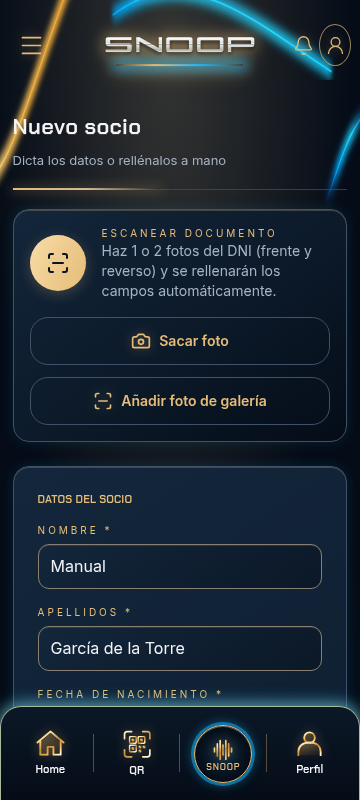 SNOOP
Nuevo socio
Dicta los datos o rellénalos a mano
ESCANEAR DOCUMENTO
Haz 1 o 2 fotos del DNI (frente y
reverso) y se rellenarán los
campos automáticamente.
Sacar foto
Añadir foto de galería
DATOS DEL SOCIO
NOMBRE *
Manual
APELLIDOS *
García de la Torre
FECHA DE NACIMIENTO *
Home
QR
SNOOP
Perfil